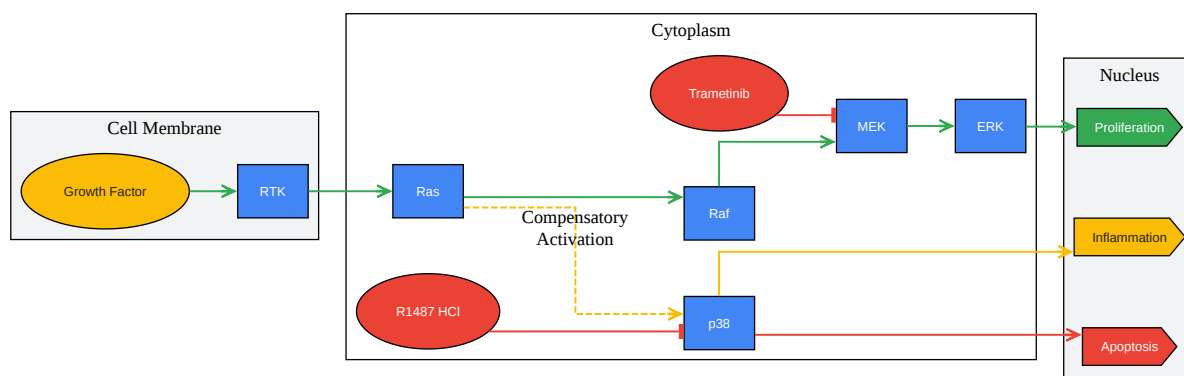 Cytoplasm
Nucleus
Cell Membrane
Trametinib
MEK
ERK
Proliferation
Growth Factor
RTK
Ras
Raf
Compensatory
Activation
Inflammation
R1487 HCl
p38
Apoptosis